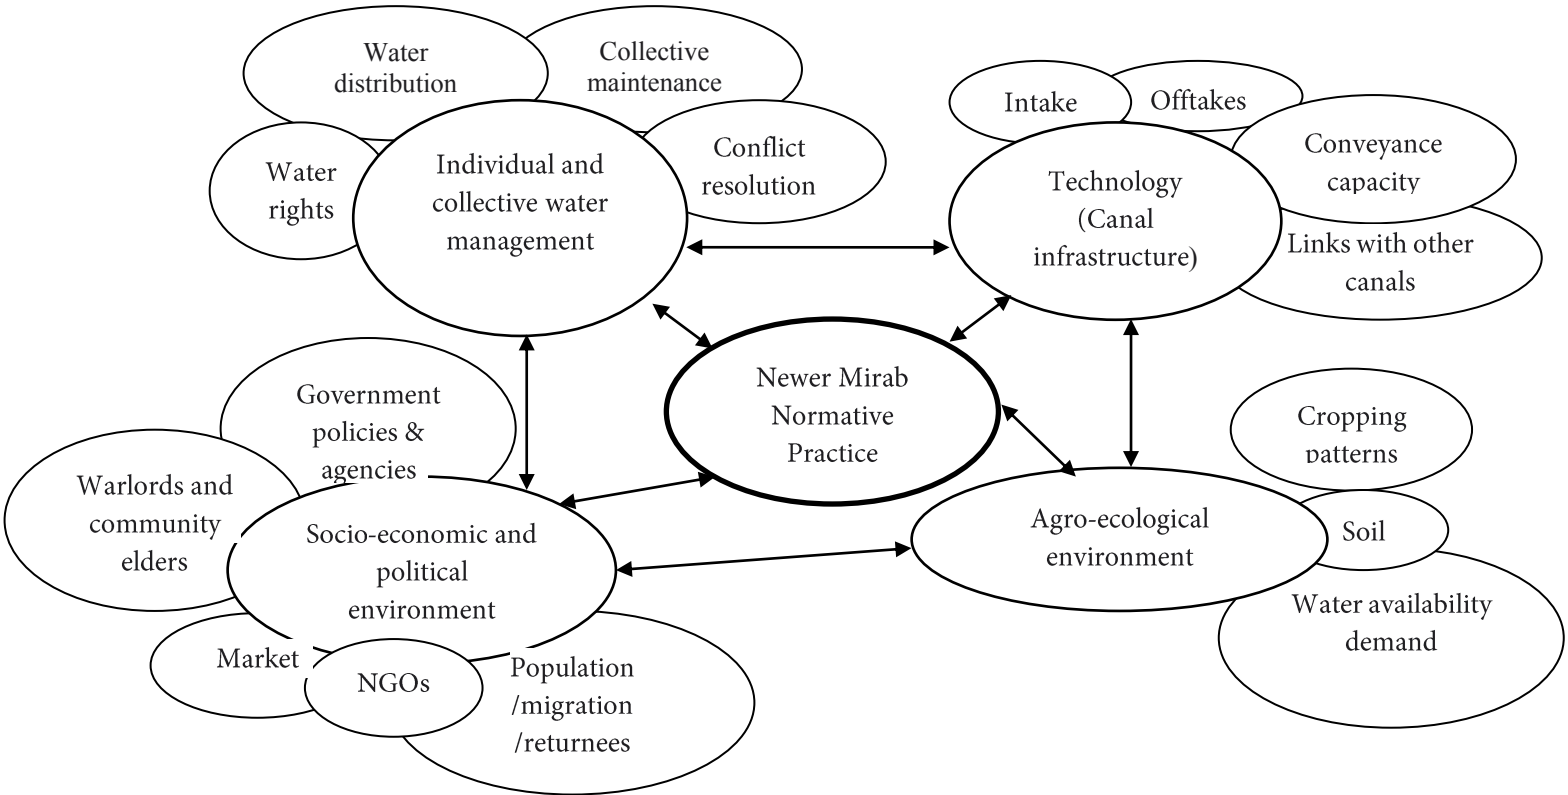 Water
distribution
Collective
maintenance
Water
rights
Individual and
collective water
management
Conflict
resolution
Intake
Offtakes
Technology
(Canal
infrastructure)
Conveyance
capacity
Links with other
canals
Newer Mirab
Normative
Practice
Government
policies &
agencies
Warlords and
community
elders
Socio-economic and
political
environment
Market
NGOs
Population
/migration
/returnees
Agro-ecological
environment
Cropping
patterns
Soil
Water availability
demand